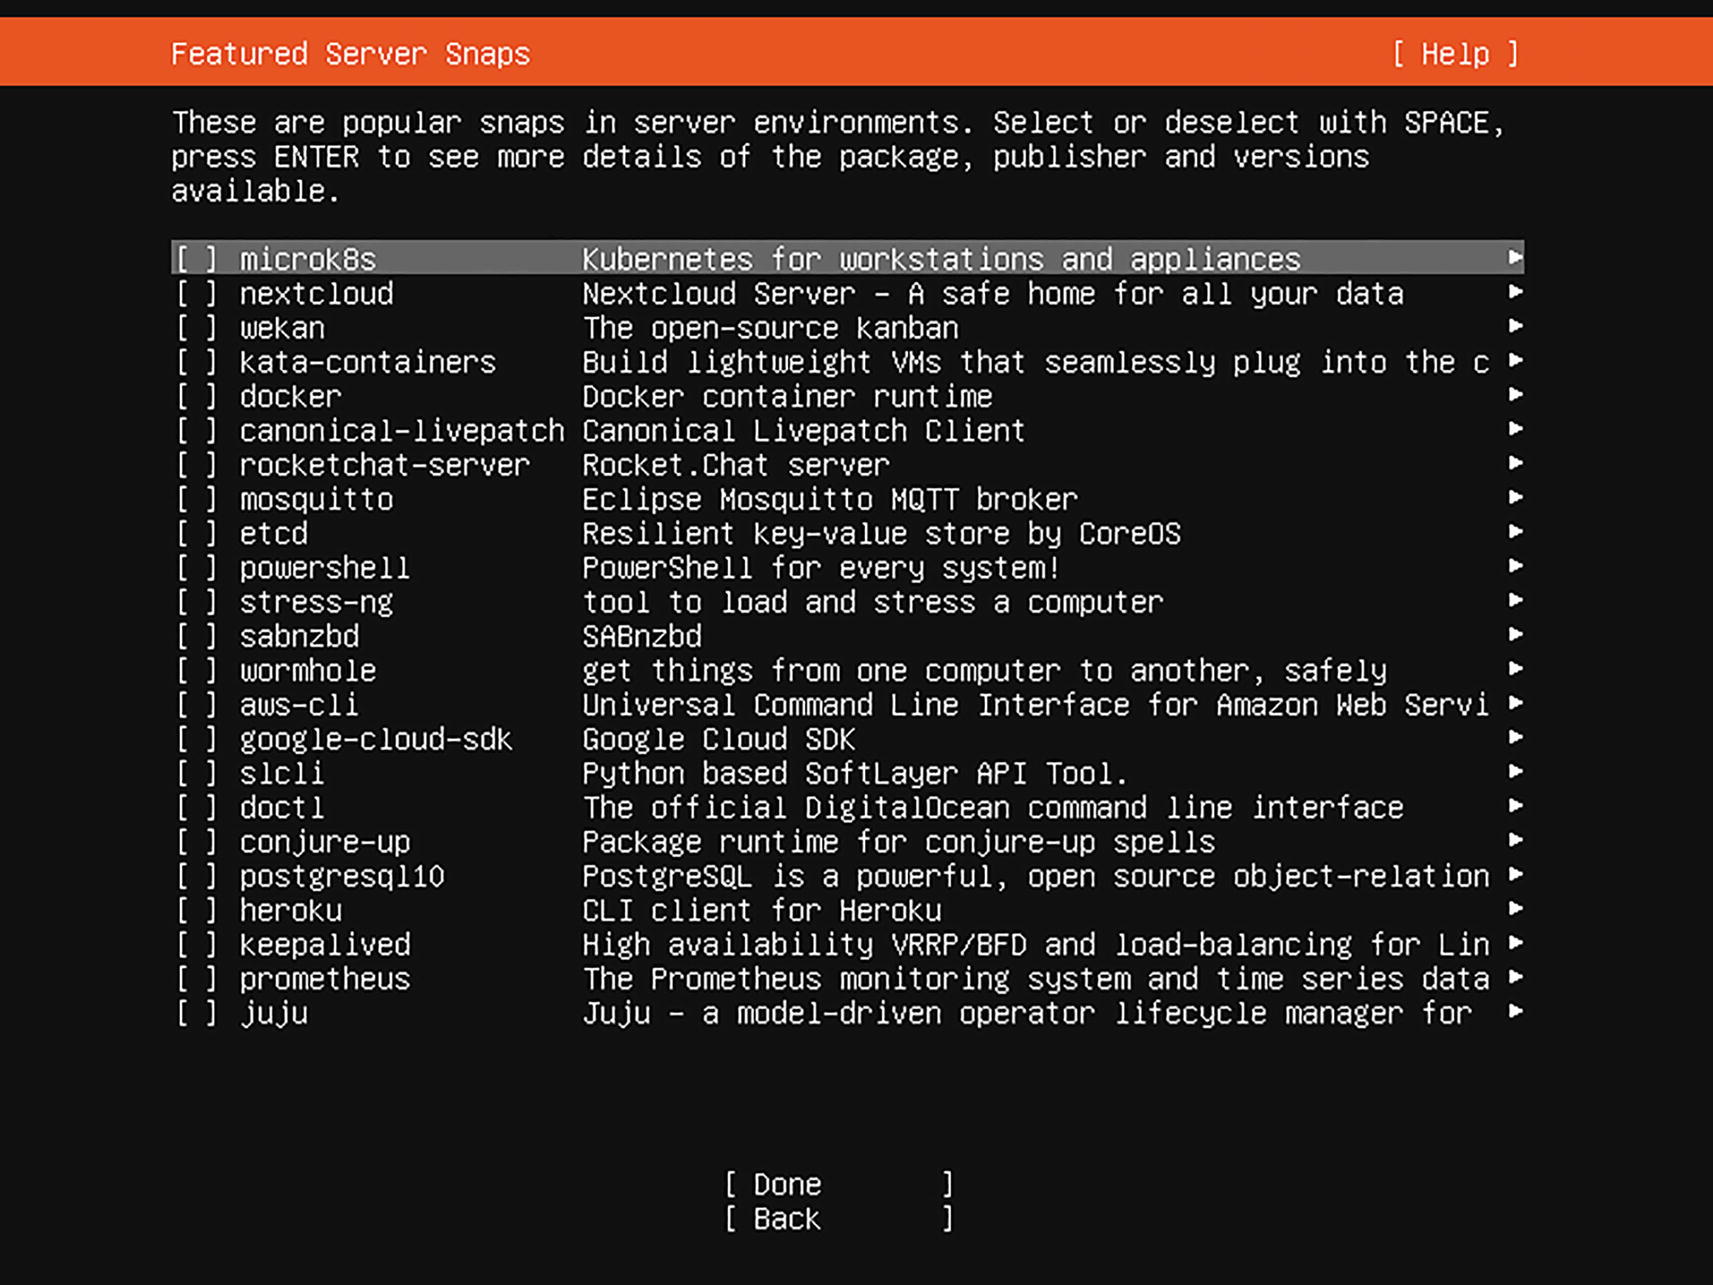 Featured Server Snaps [ Help ]
These are popular snaps in server environments. Select or deselect with SPACE,
press ENTER to see more details of the package, publisher and versions
available.
[ ] microk8s Kubernetes for workstations and appliances ►
[ ] nextcloud Nextcloud Server - A safe home for all your data ►
[ ] wekan The open-source kanban ►
[ ] kata-containers Build lightweight VMs that seamlessly plug into the c ►
[ ] docker Docker container runtime ►
[ ] canonical-livepatch Canonical Livepatch Client ►
[ ] rocketchat-server Rocket.Chat server ►
[ ] mosquitto Eclipse Mosquitto MQTT broker ►
[ ] etcd Resilient key-value store by CoreOS ►
[ ] powershell PowerShell for every system! ►
[ ] stress-ng tool to load and stress a computer ►
[ ] sabnzbd SABnzbd ►
[ ] wormhole get things from one computer to another, safely ►
[ ] aws-cli Universal Command Line Interface for Amazon Web Servi ►
[ ] google-cloud-sdk Google Cloud SDK ►
[ ] slcli Python based SoftLayer API Tool. ►
[ ] doctl The official DigitalOcean command line interface ►
[ ] conjure-up Package runtime for conjure-up spells ►
[ ] postgresql10 PostgreSQL is a powerful, open source object-relation ►
[ ] heroku CLI client for Heroku ►
[ ] keepalived High availability VRRP/BFD and load-balancing for Lin ►
[ ] prometheus The Prometheus monitoring system and time series data ►
[ ] juju Juju - a model-driven operator lifecycle manager for ►
[ Done ]
[ Back ]